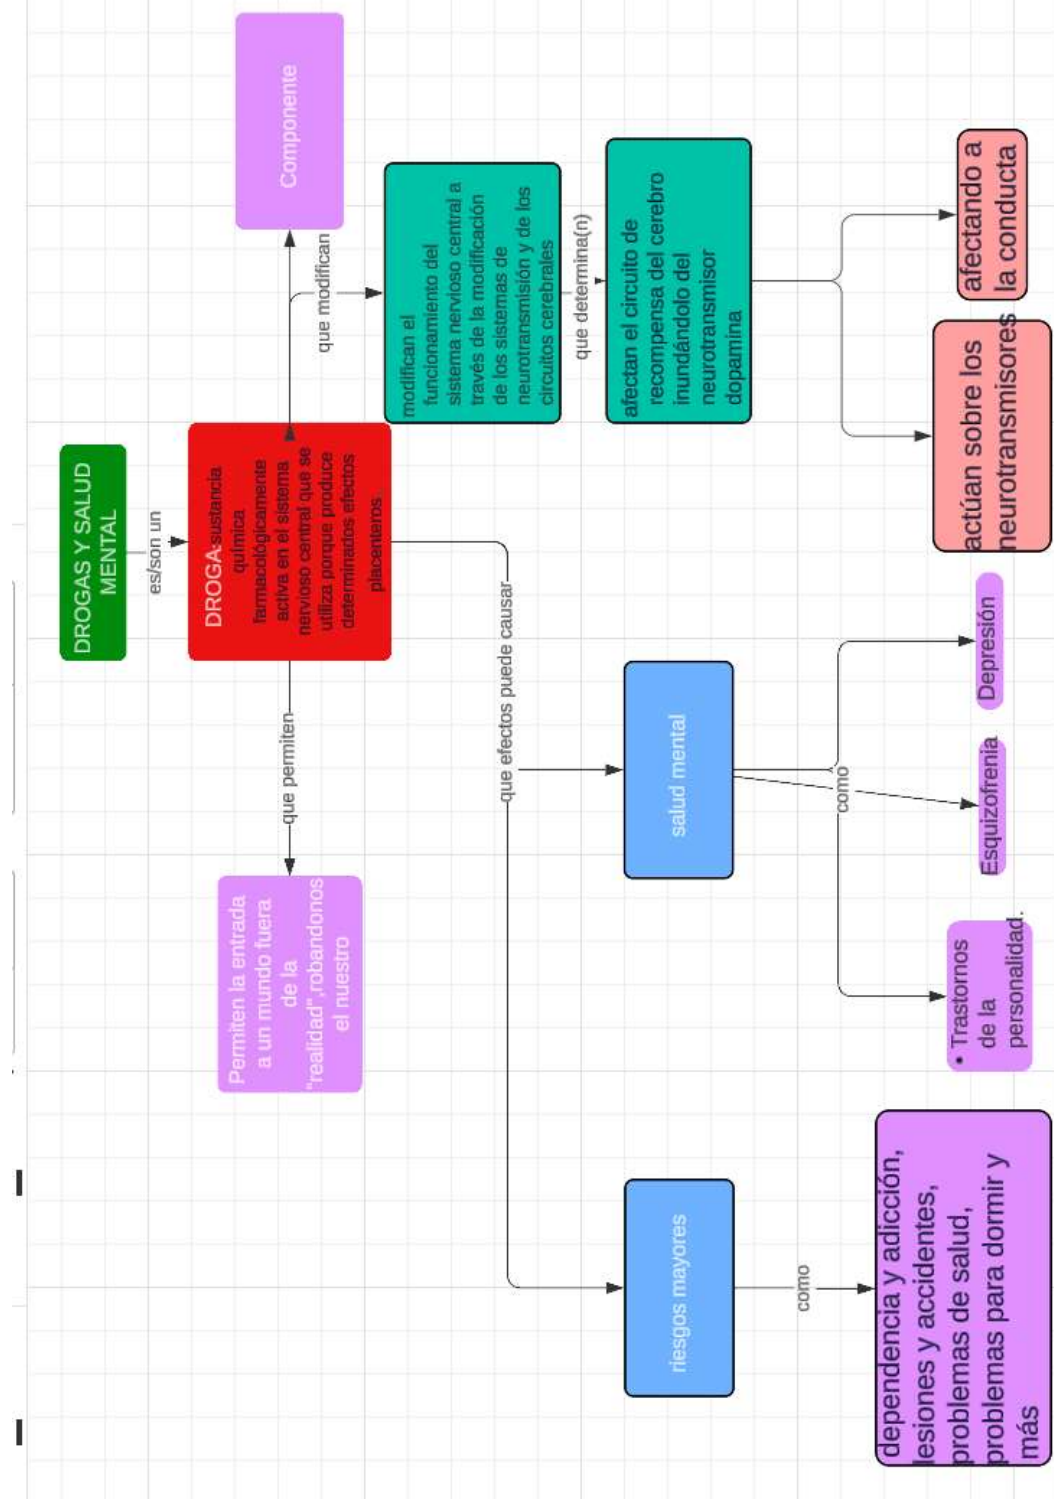 DROGAS Y SALUD
MENTAL
es/son un
DROGA:sustancia
química
farmacológicamente
activa en el sistema
nervioso central que se
utiliza porque produce
determinados efectos
placenteros
que permiten
Permiten la entrada
a un mundo fuera
de la
"realidad",robandonos
el nuestro
que modifican
Componente
modifican el
funcionamiento del
sistema nervioso central a
través de la modificación
de los sistemas de
neurotransmisión y de los
circuitos cerebrales
que determina(n)
afectan el circuito de
recompensa del cerebro
inundándolo del
neurotransmisor
dopamina
actúan sobre los
neurotransmisores
afectando a
la conducta
que efectos puede causar
riesgos mayores
como
dependencia y adicción,
lesiones y accidentes,
problemas de salud,
problemas para dormir y
más
salud mental
como
• Trastornos
de la
personalidad.
Esquizofrenia
Depresión